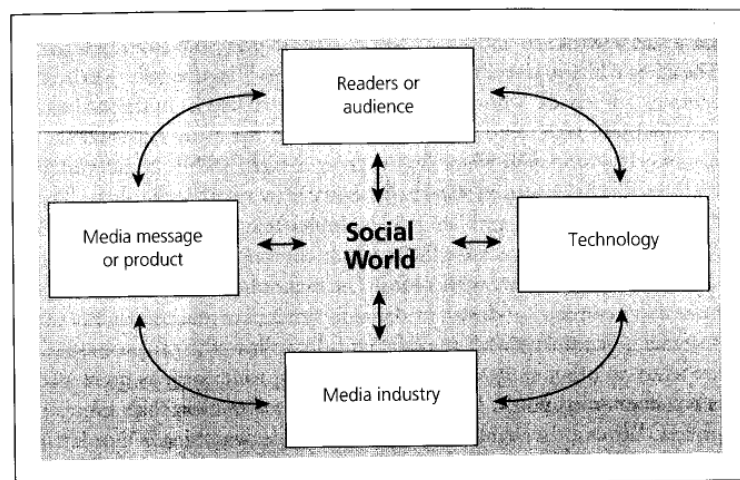 Readers or
audience
Media message
or product
Social
World
Technology
Media industry